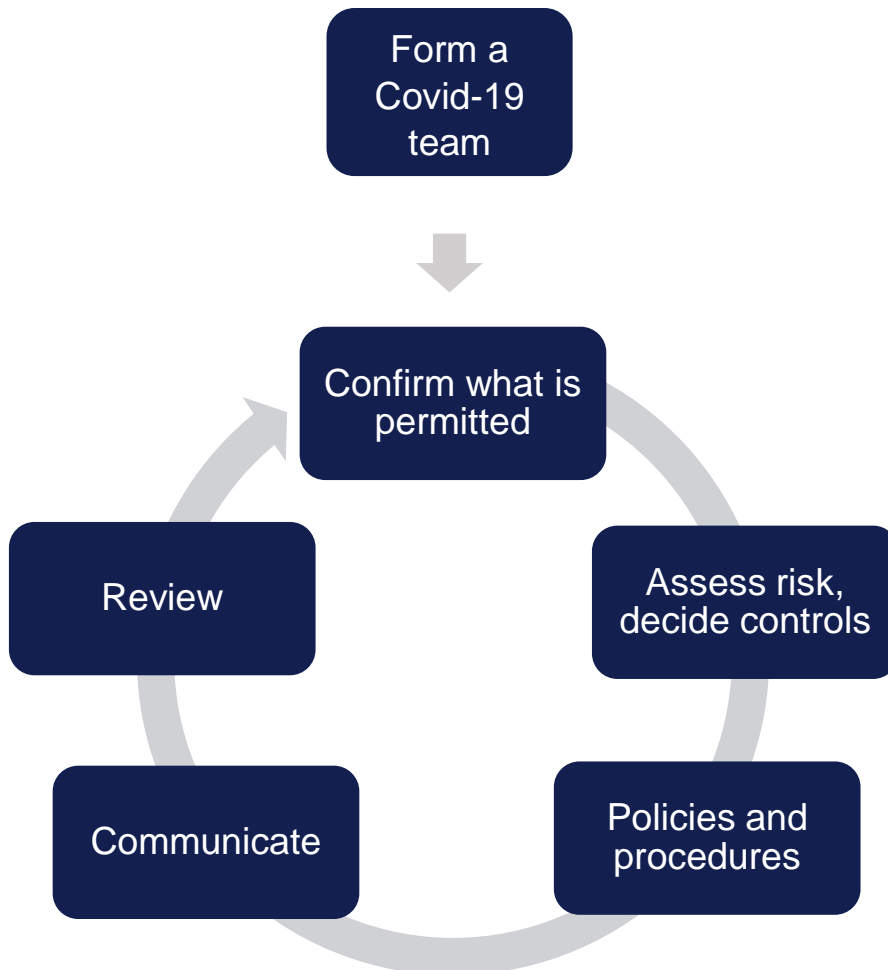 Form a
Covid-19
team
Confirm what is
permitted
Assess risk,
decide controls
Policies and
procedures
Communicate
Review